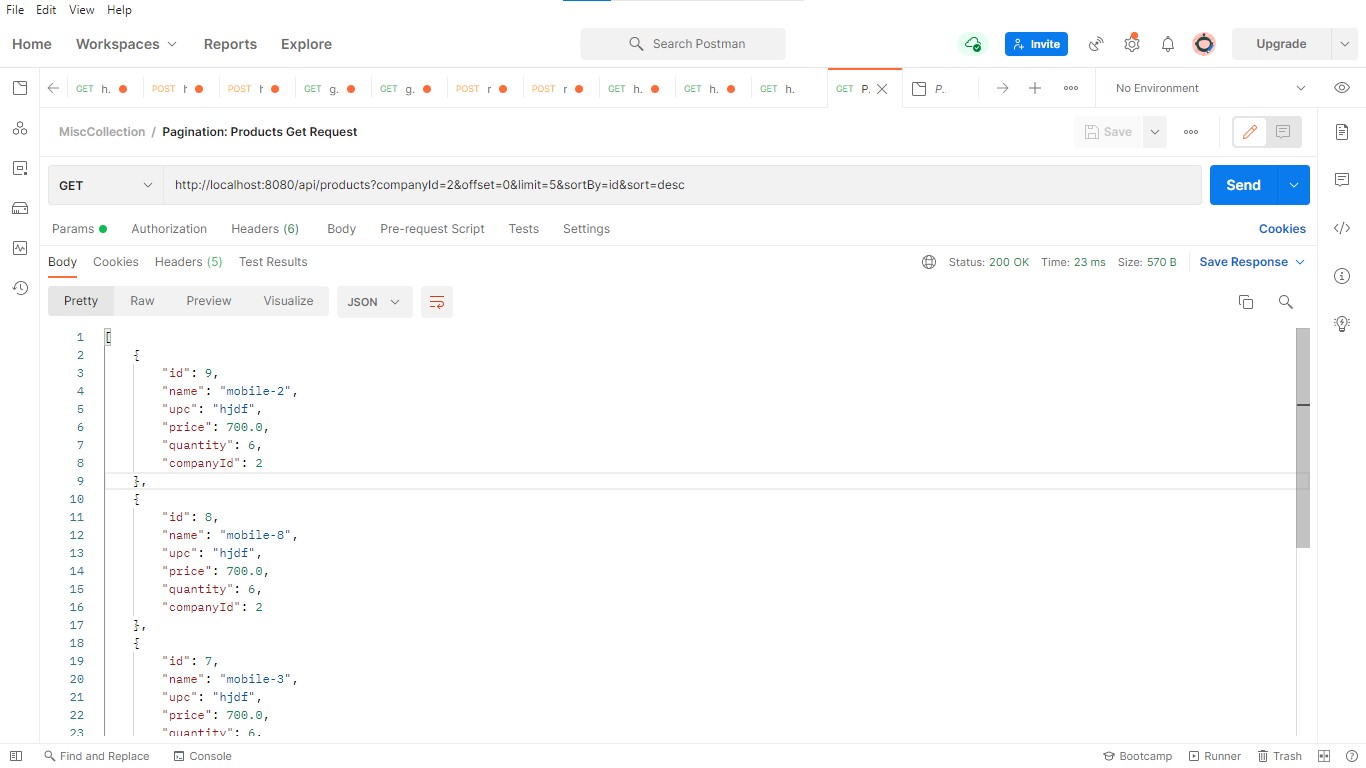 File Edit View Help
Home Workspaces Reports Explore Search Postman Invite Upgrade
GET h. POST h POST h GET g. GET g. POST r POST r GET h. GET h. GET h. GET P. P. No Environment
MiscCollection / Pagination: Products Get Request Save
GET http://localhost:8080/api/products?companyId=2&offset=0&limit=5&sortBy=id&sort=desc Send
Params Authorization Headers (6) Body Pre-request Script Tests Settings Cookies
Body Cookies Headers (5) Test Results Status: 200 OK Time: 23 ms Size: 570 B Save Response
Pretty Raw Preview Visualize JSON
1 [
2 {
3 "id": 9,
4 "name": "mobile-2",
5 "upc": "hjdf",
6 "price": 700.0,
7 "quantity": 6,
8 "companyId": 2
9 },
10 {
11 "id": 8,
12 "name": "mobile-8",
13 "upc": "hjdf",
14 "price": 700.0,
15 "quantity": 6,
16 "companyId": 2
17 },
18 {
19 "id": 7,
20 "name": "mobile-3",
21 "upc": "hjdf",
22 "price": 700.0,
23 "quantity": 6,
Find and Replace Console Bootcamp Runner Trash